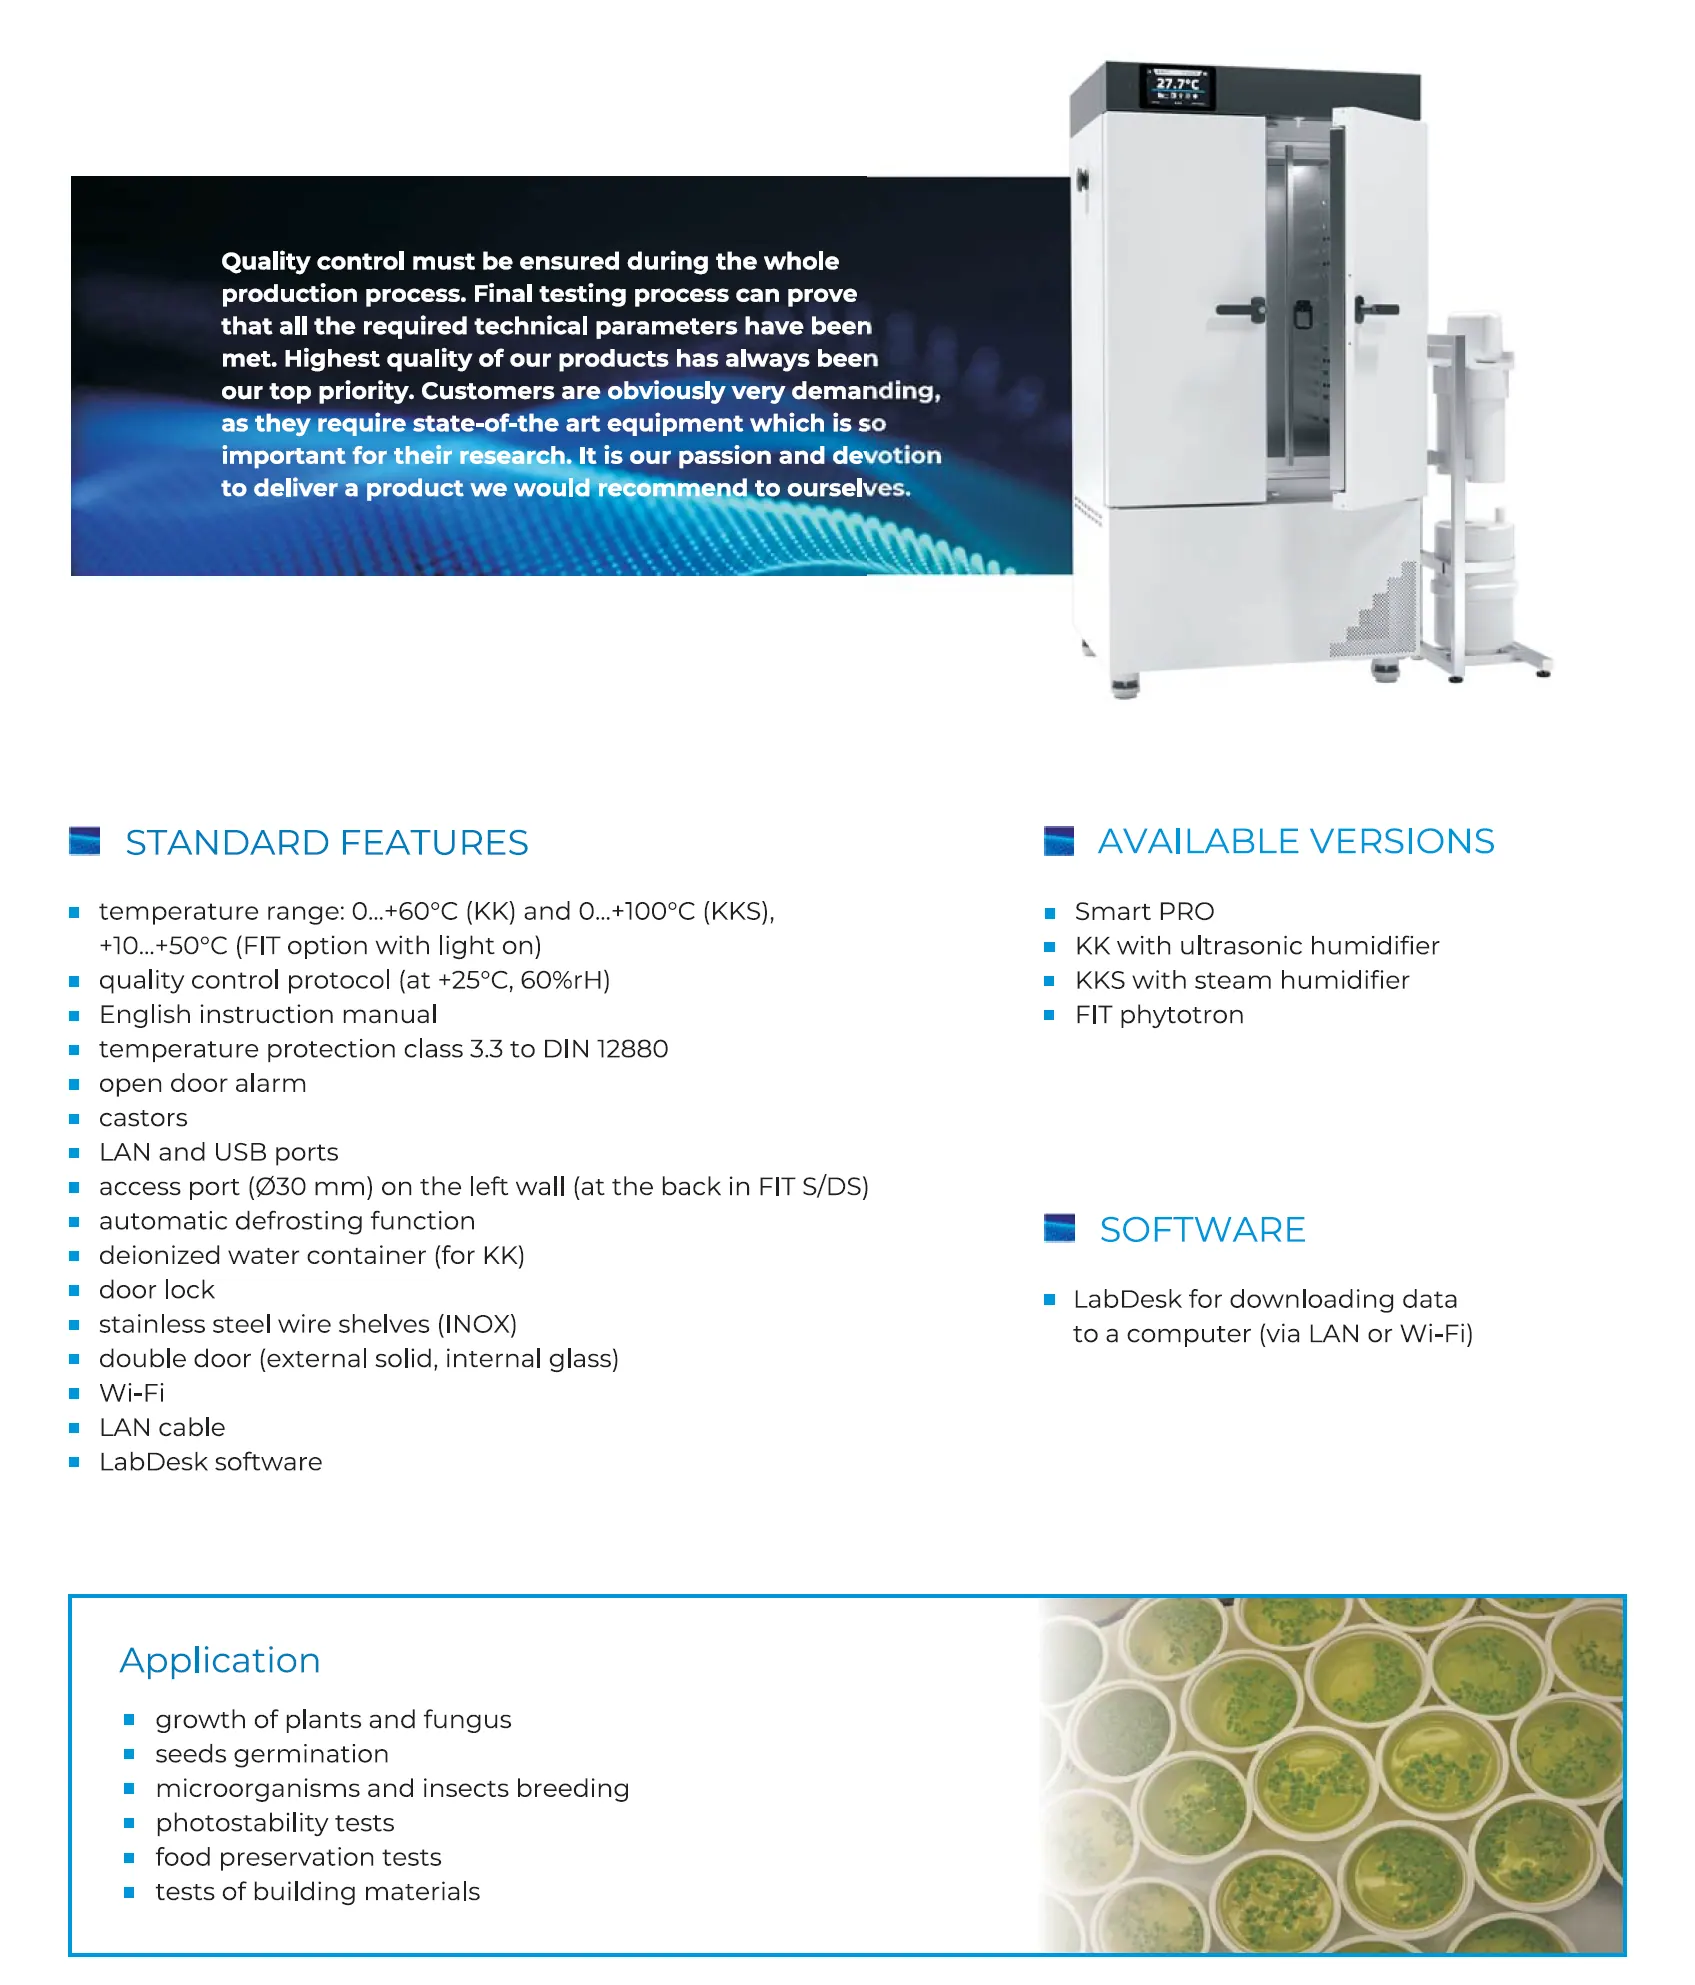 27.7°C
Quality control must be ensured during the whole
production process. Final testing process can prove
that all the required technical parameters have been
met. Highest quality of our products has always been
our top priority. Customers are obviously very demanding,
as they require state-of-the art equipment which is so
important for their research. It is our passion and devotion
to deliver a product we would recommend to ourselves.
STANDARD FEATURES
temperature range: 0...+60°C (KK) and 0...+100°C (KKS),
+10...+50°C (FIT option with light on)
quality control protocol (at +25°C, 60%rH)
English instruction manual
temperature protection class 3.3 to DIN 12880
open door alarm
castors
LAN and USB ports
access port (Ø30 mm) on the left wall (at the back in FIT S/DS)
automatic defrosting function
deionized water container (for KK)
door lock
stainless steel wire shelves (INOX)
double door (external solid, internal glass)
Wi-Fi
LAN cable
LabDesk software
AVAILABLE VERSIONS
Smart PRO
KK with ultrasonic humidifier
KKS with steam humidifier
FIT phytotron
SOFTWARE
LabDesk for downloading data
to a computer (via LAN or Wi-Fi)
Application
growth of plants and fungus
seeds germination
microorganisms and insects breeding
photostability tests
food preservation tests
tests of building materials